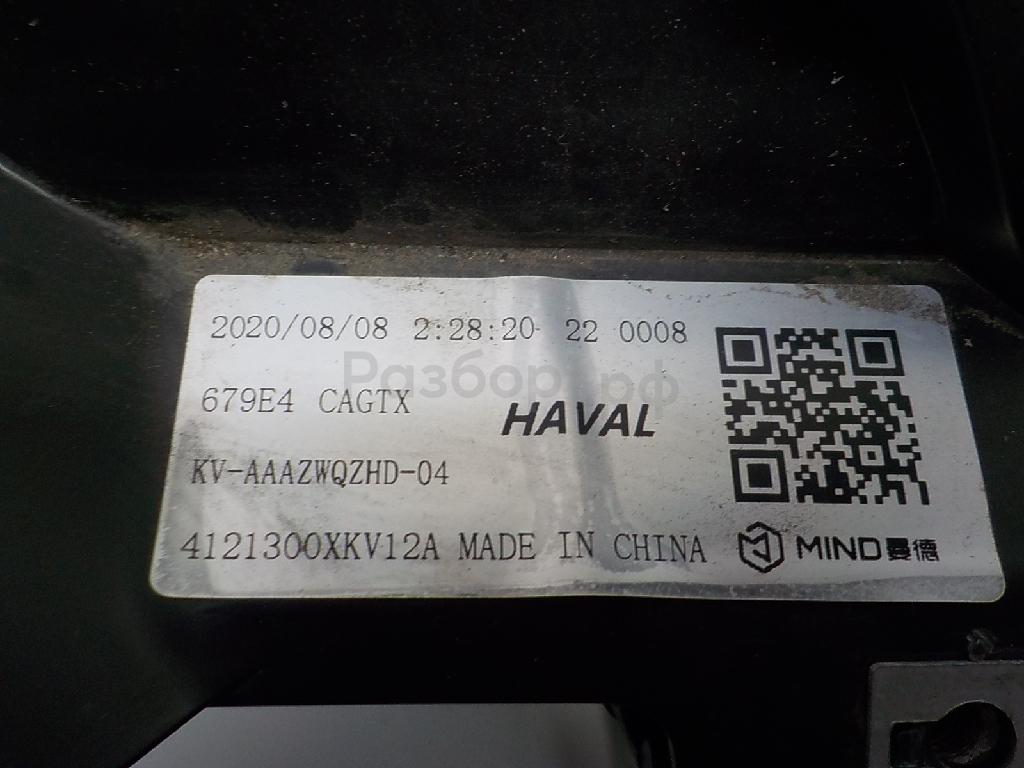 2020/08/08 2:28:20 22 0008
Разбор.рф
679E4 CAGTX
HAVAL
KV-AAAZWQZHD-04
4121300XKV12A MADE IN CHINA
MIND曼德